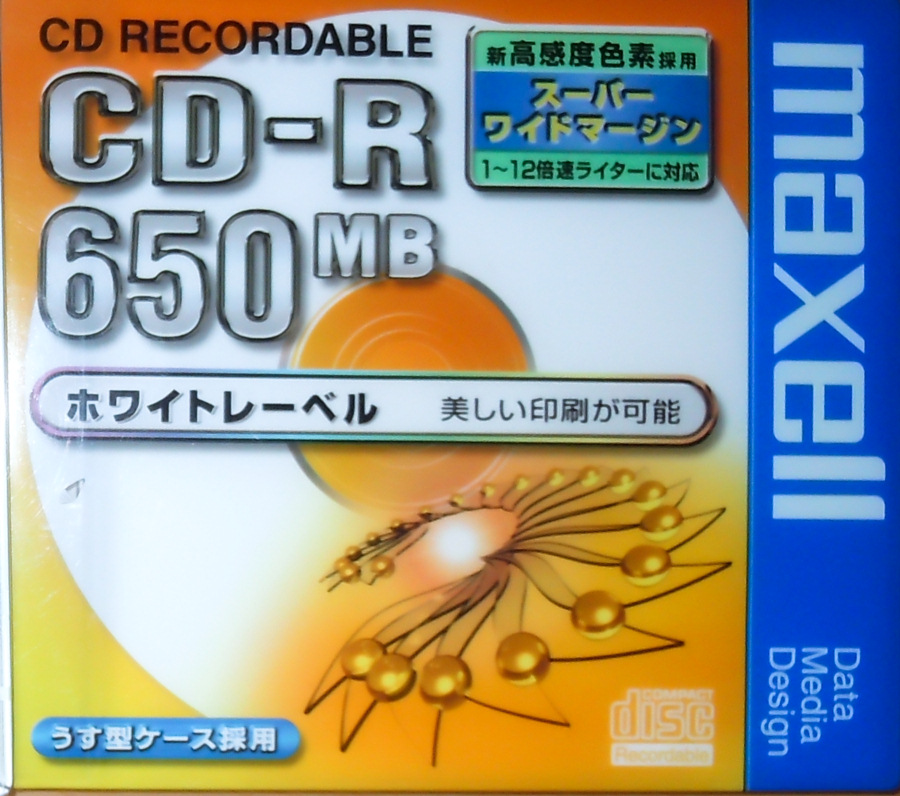 CD RECORDABLE
CD-R
650MB
新高感度色素採用
スーパー
ワイドマージン
1～12倍速ライターに対応
ホワイトレーベル 美しい印刷が可能
うす型ケース採用
COMPACT
disc
Recordable
maxell
Data
Media
Design